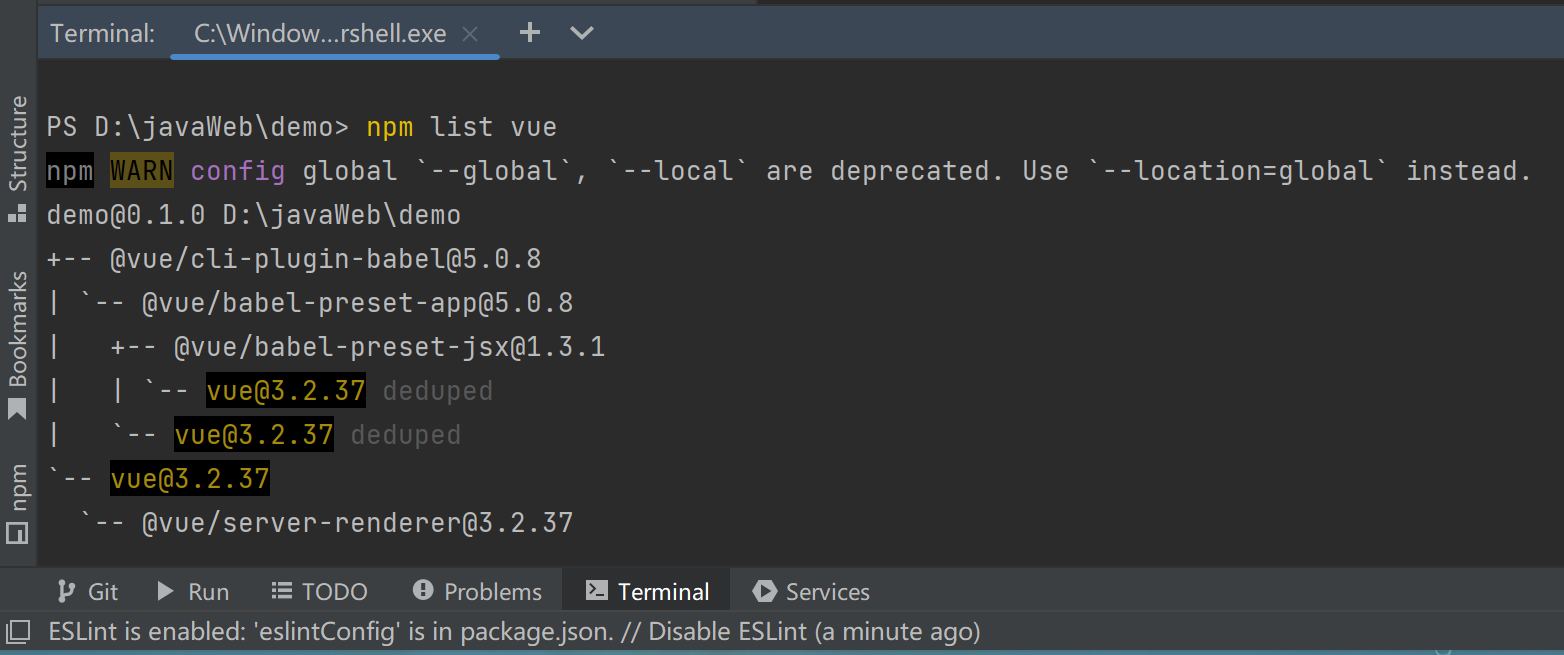 Terminal: C:\Window...rshell.exe
PS D:\javaWeb\demo> npm list vue
npm WARN config global `--global`, `--local` are deprecated. Use `--location=global` instead.
demo@0.1.0 D:\javaWeb\demo
+-- @vue/cli-plugin-babel@5.0.8
| `-- @vue/babel-preset-app@5.0.8
|   +-- @vue/babel-preset-jsx@1.3.1
|   | `-- vue@3.2.37 deduped
|   `-- vue@3.2.37 deduped
`-- vue@3.2.37
  `-- @vue/server-renderer@3.2.37
Structure
Bookmarks
npm
Git Run TODO Problems Terminal Services
ESLint is enabled: 'eslintConfig' is in package.json. // Disable ESLint (a minute ago)